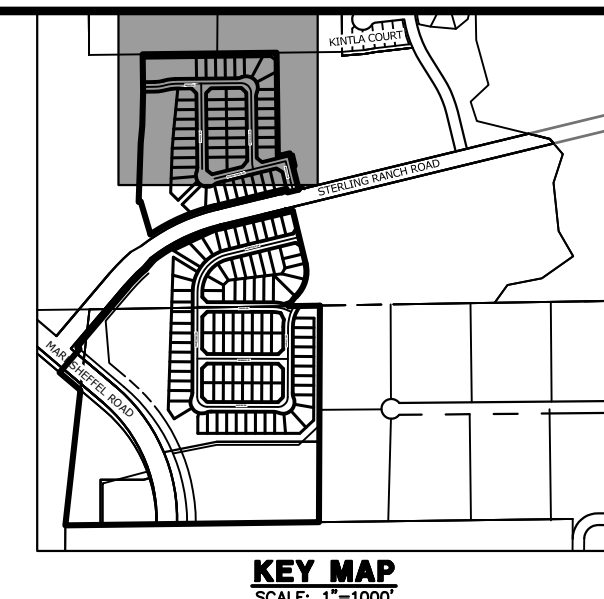 KINTLA COURT
STERLING RANCH ROAD
MARKSHEFFEL ROAD
KEY MAP
SCALE: 1"=1000'